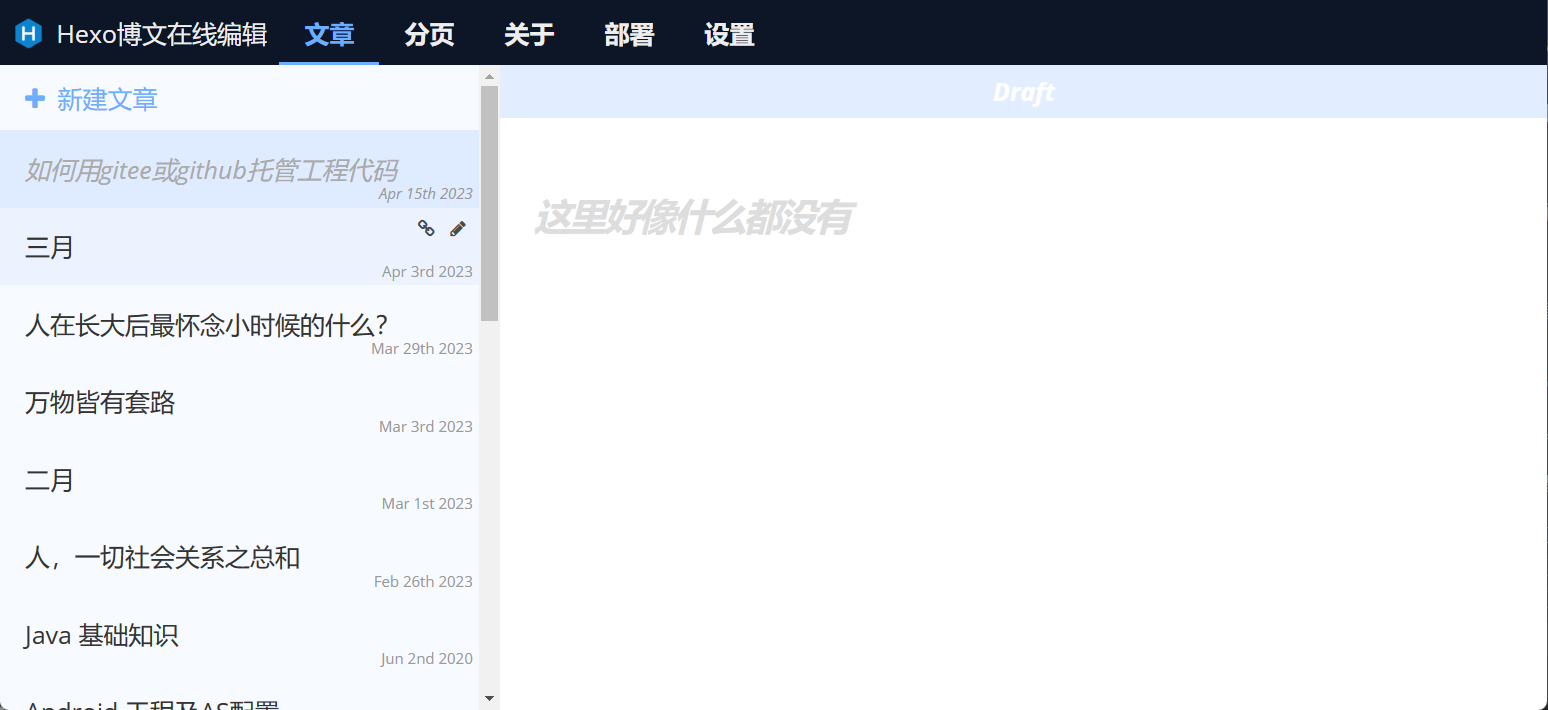 Hexo博文在线编辑 文章 分页 关于 部署 设置
新建文章
Draft
如何用gitee或github托管工程代码
Apr 15th 2023
这里好像什么都没有
三月
Apr 3rd 2023
人在长大后最怀念小时候的什么？
Mar 29th 2023
万物皆有套路
Mar 3rd 2023
二月
Mar 1st 2023
人，一切社会关系之总和
Feb 26th 2023
Java 基础知识
Jun 2nd 2020
Android 工程及AS配置